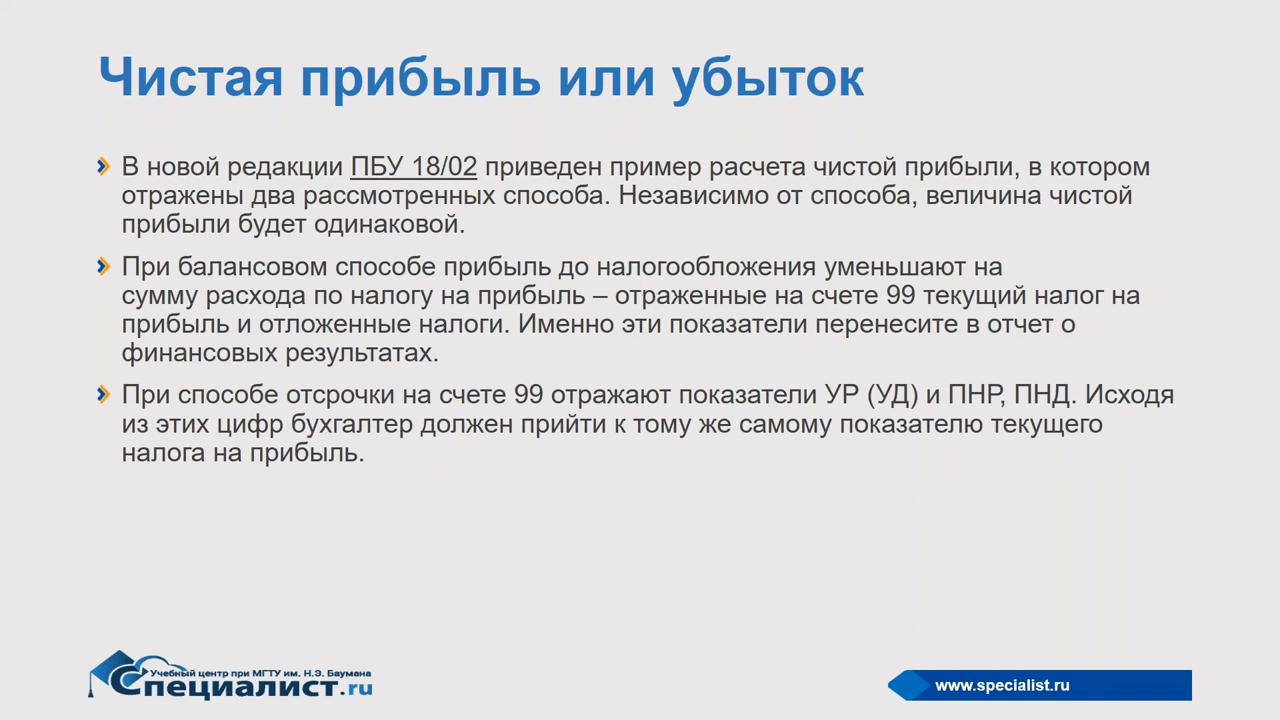 Чистая прибыль или убыток
В новой редакции ПБУ 18/02 приведен пример расчета чистой прибыли, в котором
отражены два рассмотренных способа. Независимо от способа, величина чистой
прибыли будет одинаковой.
При балансовом способе прибыль до налогообложения уменьшают на
сумму расхода по налогу на прибыль – отраженные на счете 99 текущий налог на
прибыль и отложенные налоги. Именно эти показатели перенесите в отчет о
финансовых результатах.
При способе отсрочки на счете 99 отражают показатели УР (УД) и ПНР, ПНД. Исходя
из этих цифр бухгалтер должен прийти к тому же самому показателю текущего
налога на прибыль.
Учебный центр при МГТУ им. Н.Э. Баумана
Специалист.ru
www.specialist.ru